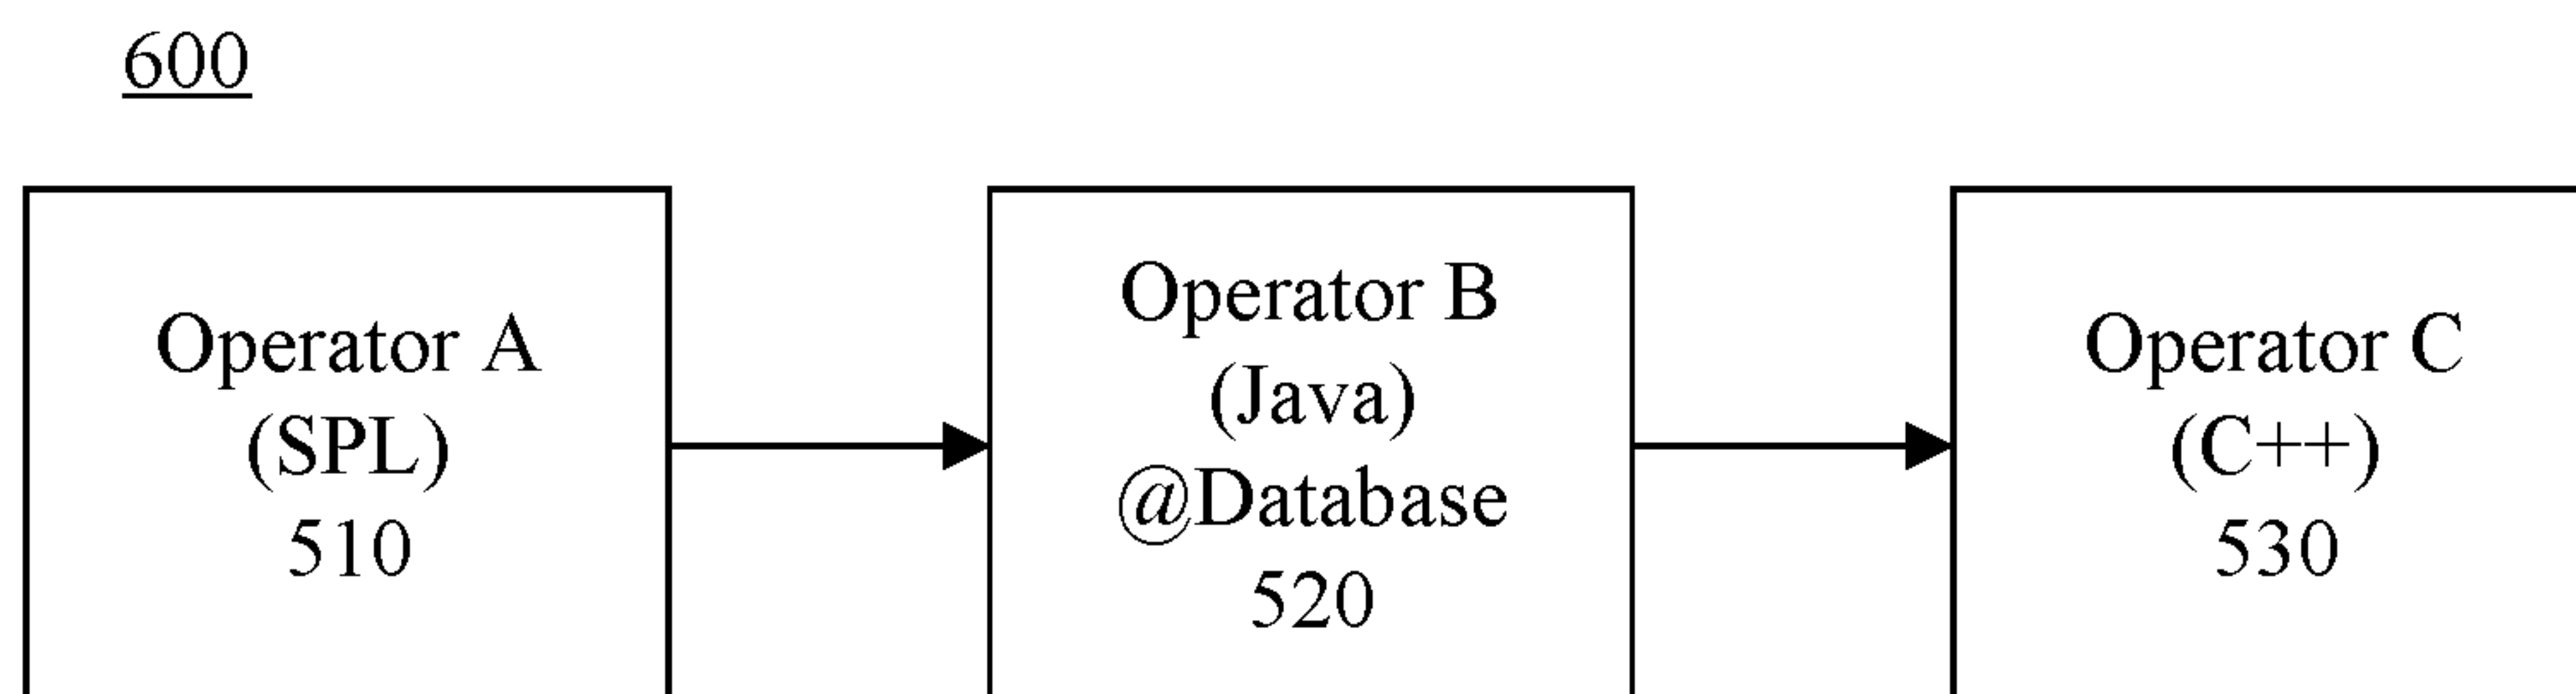 600
Operator A
(SPL)
510
Operator B
(Java)
@Database
520
Operator C
(C++)
530